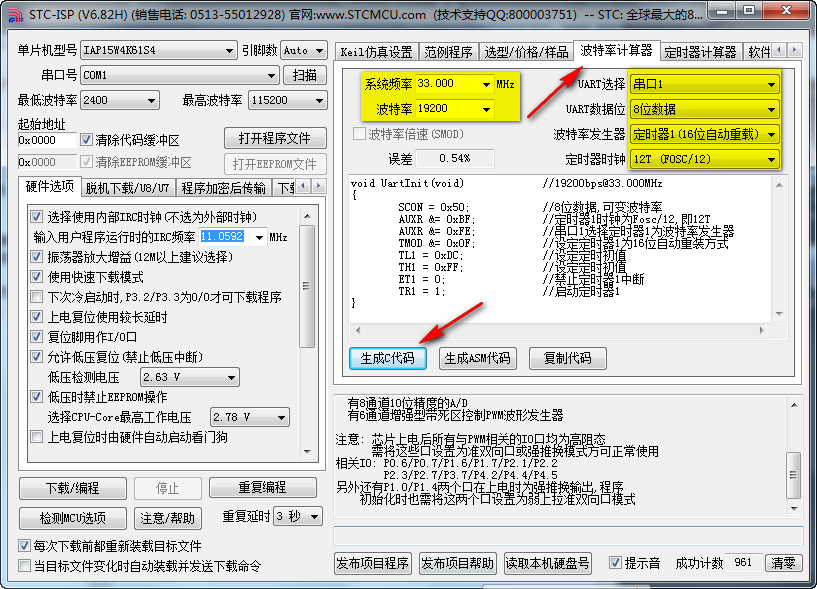 STC-ISP (V6.82H) (销售电话: 0513-55012928) 官网:www.STCMCU.com (技术支持QQ:800003751) -- STC: 全球最大的8...
单片机型号 IAP15W4K61S4 引脚数 Auto
串口号 COM1 扫描
最低波特率 2400 最高波特率 115200
起始地址
0x0000 清除代码缓冲区 打开程序文件
0x0000 清除EEPROM缓冲区 打开EEPROM文件
硬件选项 脱机下载/U8/U7 程序加密后传输 下
选择使用内部IRC时钟(不选为外部时钟)
输入用户程序运行时的IRC频率 11.0592 MHz
振荡器放大增益(12M以上建议选择)
使用快速下载模式
下次冷启动时,P3.2/P3.3为0/0才可下载程序
上电复位使用较长延时
复位脚用作I/O口
允许低压复位(禁止低压中断)
低压检测电压 2.63 V
低压时禁止EEPROM操作
选择CPU-Core最高工作电压 2.78 V
上电复位时由硬件自动启动看门狗
下载/编程 停止 重复编程
检测MCU选项 注意/帮助 重复延时 3 秒
每次下载前都重新装载目标文件
当目标文件变化时自动装载并发送下载命令
Keil仿真设置 范例程序 选型/价格/样品 波特率计算器 定时器计算器 软件
系统频率 33.000 MHz UART选择 串口1
波特率 19200 UART数据位 8位数据
波特率倍速(SMOD) 波特率发生器 定时器1(16位自动重载)
误差 0.54% 定时器时钟 12T (FOSC/12)
void UartInit(void) //19200bps@33.000MHz
{
SCON = 0x50; //8位数据,可变波特率
AUXR &= 0xBF; //定时器1时钟为Fosc/12,即12T
AUXR &= 0xFE; //串口1选择定时器1为波特率发生器
TMOD &= 0x0F; //设定定时器1为16位自动重装方式
TL1 = 0xDC; //设定定时初值
TH1 = 0xFF; //设定定时初值
ET1 = 0; //禁止定时器1中断
TR1 = 1; //启动定时器1
}
生成C代码 生成ASM代码 复制代码
有8通道10位精度的A/D
有8通道增强型带死区控制PWM波形发生器
注意: 芯片上电后所有与PWM相关的IO口均为高阻态
需将这些口设置为准双向口或强推换模式方可正常使用
相关IO: P0.6/P0.7/P1.6/P1.7/P2.1/P2.2
P2.3/P2.7/P3.7/P4.2/P4.4/P4.5
另外还有P1.0/P1.4两个口在上电时为强推换输出,程序
初始化时也需将这两个口设置为弱上拉准双向口模式
发布项目程序 发布项目帮助 读取本机硬盘号 提示音 成功计数 961 清零